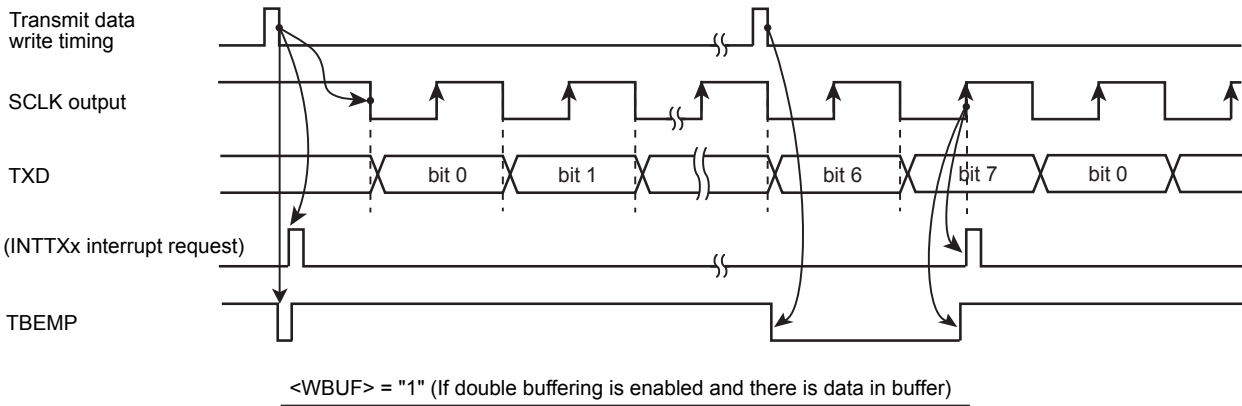 Transmit data
write timing
SCLK output
TXD
bit 0
bit 1
bit 6
bit 7
bit 0
(INTTXx interrupt request)
TBEMP
<WBUF> = "1" (If double buffering is enabled and there is data in buffer)